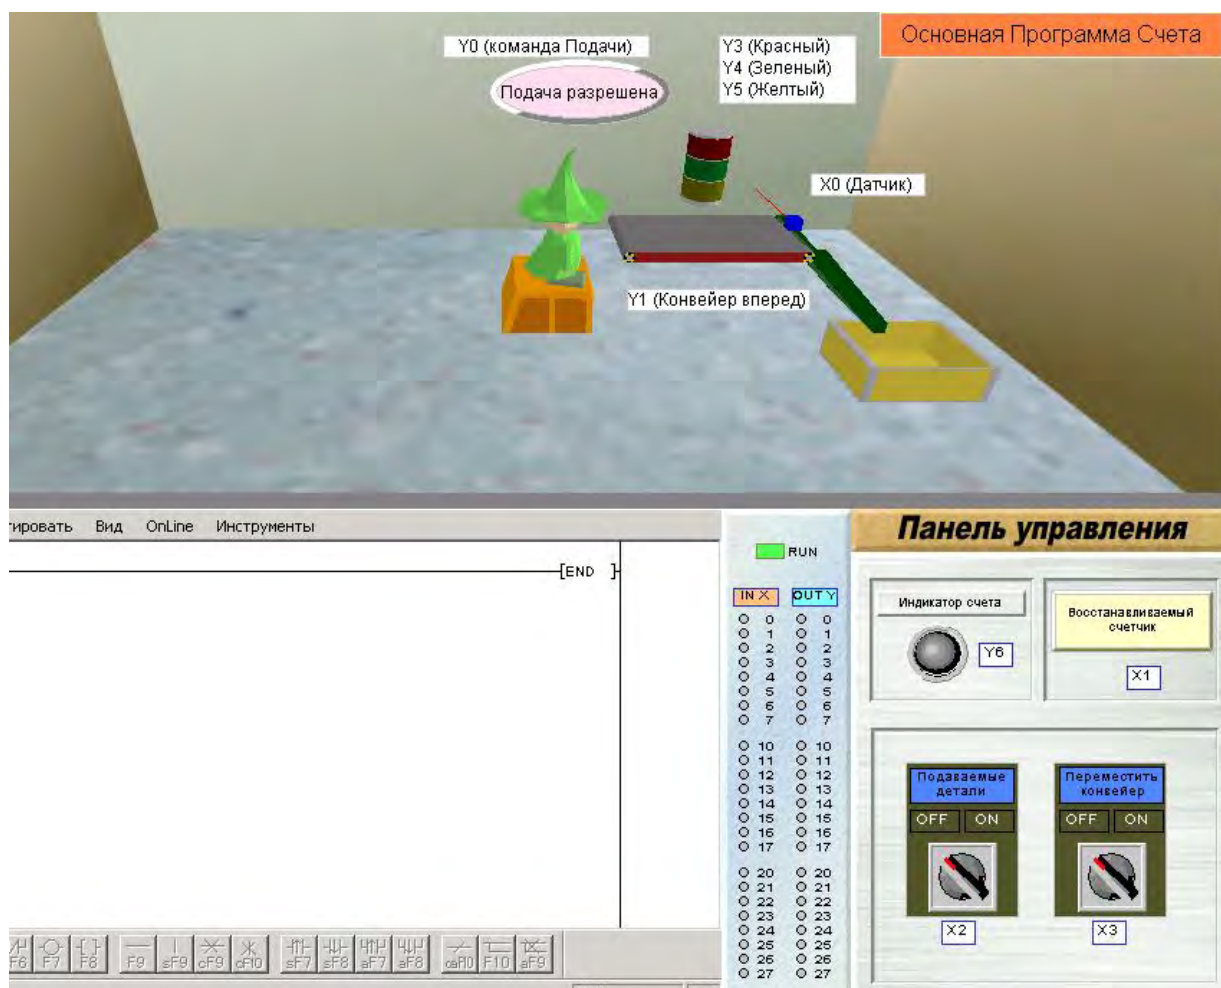 Основная Программа Счета
Y0 (команда Подачи)
Подача разрешена
Y3 (Красный)
Y4 (Зеленый)
Y5 (Желтый)
X0 (Датчик)
Y1 (Конвейер вперед)
тировать Вид OnLine Инструменты
[END ]
RUN
IN X OUT Y
0 0
1 1
2 2
3 3
4 4
5 5
6 6
7 7
10 10
11 11
12 12
13 13
14 14
15 15
16 16
17 17
20 20
21 21
22 22
23 23
24 24
25 25
26 26
27 27
Панель управления
Индикатор счета
Y6
Восстанавливаемый
счетчик
X1
Подаваемые
детали
OFF ON
X2
Переместить
конвейер
OFF ON
X3
F6 F7 F8 F9 sF9 cF9 cF10 sF7 sF8 aF7 aF8 caF10 F10 aF9